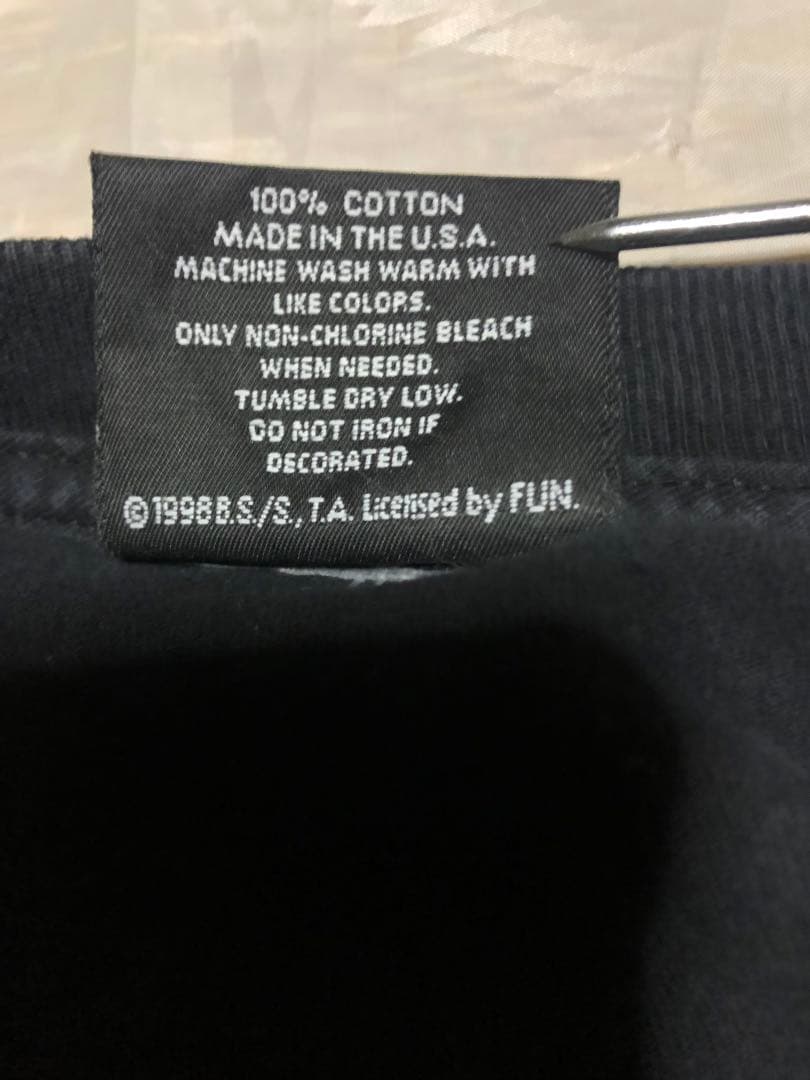 100% COTTON
MADE IN THE U.S.A.
MACHINE WASH WARM WITH
LIKE COLORS.
ONLY NON-CHLORINE BLEACH
WHEN NEEDED.
TUMBLE DRY LOW.
DO NOT IRON IF
DECORATED.
©1998 B.S./S., T.A. Licensed by FUN.